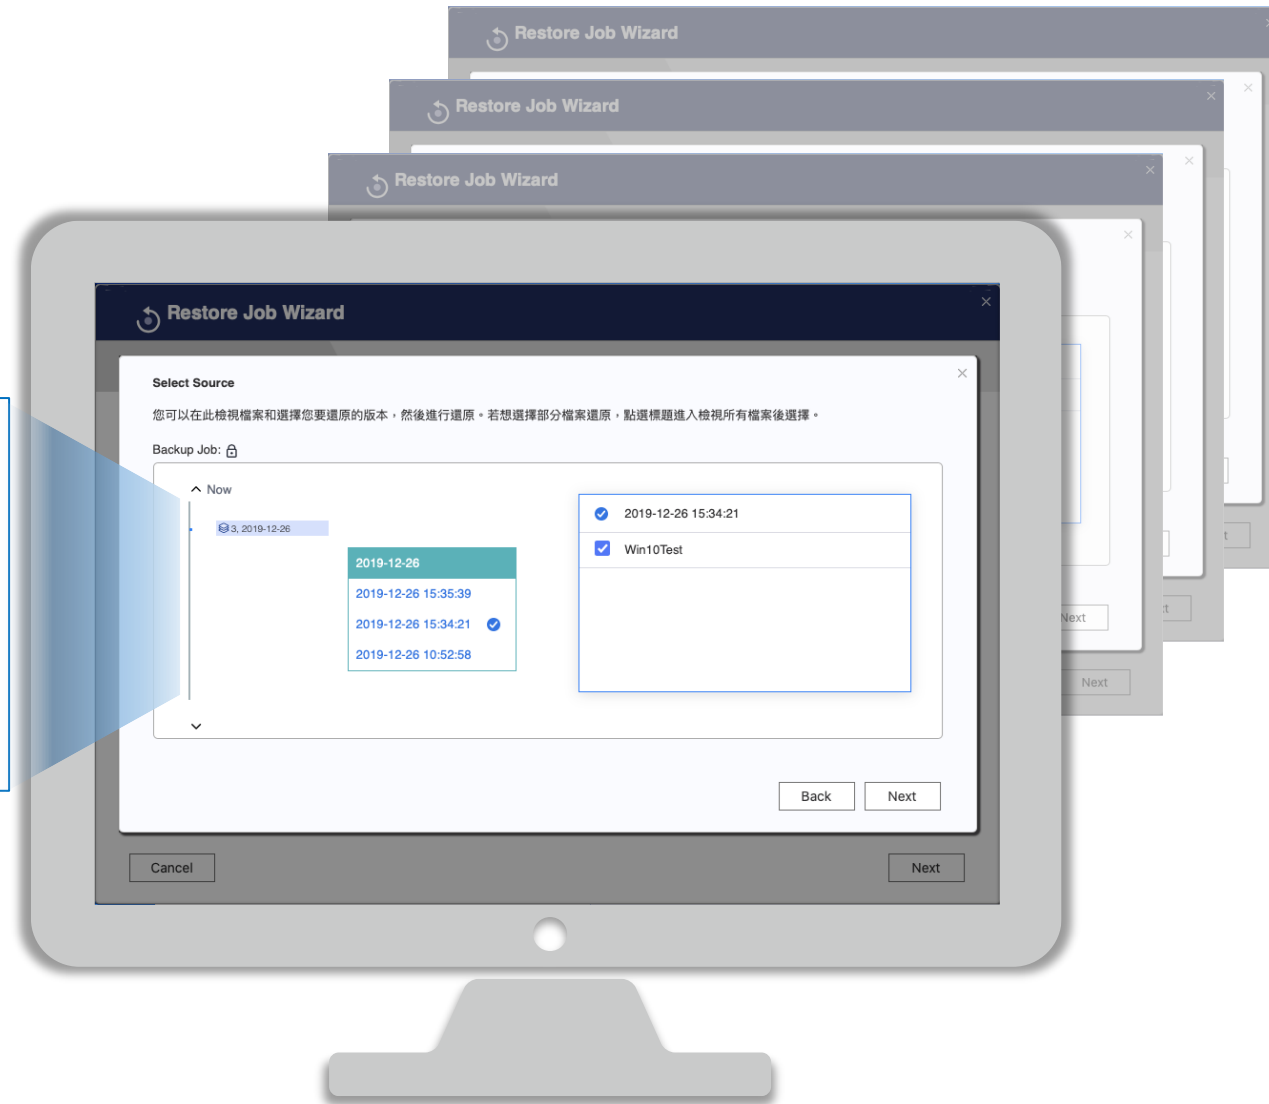 Restore Job Wizard
Restore Job Wizard
Restore Job Wizard
Restore Job Wizard
Select Source
您可以在此檢視檔案和選擇您要還原的版本，然後進行還原。若想選擇部分檔案還原，點選標題進入檢視所有檔案後選擇。
Backup Job:
Now
3, 2019-12-26
2019-12-26
2019-12-26 15:35:39
2019-12-26 15:34:21
2019-12-26 10:52:58
2019-12-26 15:34:21
Win10Test
Back
Next
Cancel
Next
Next
Next